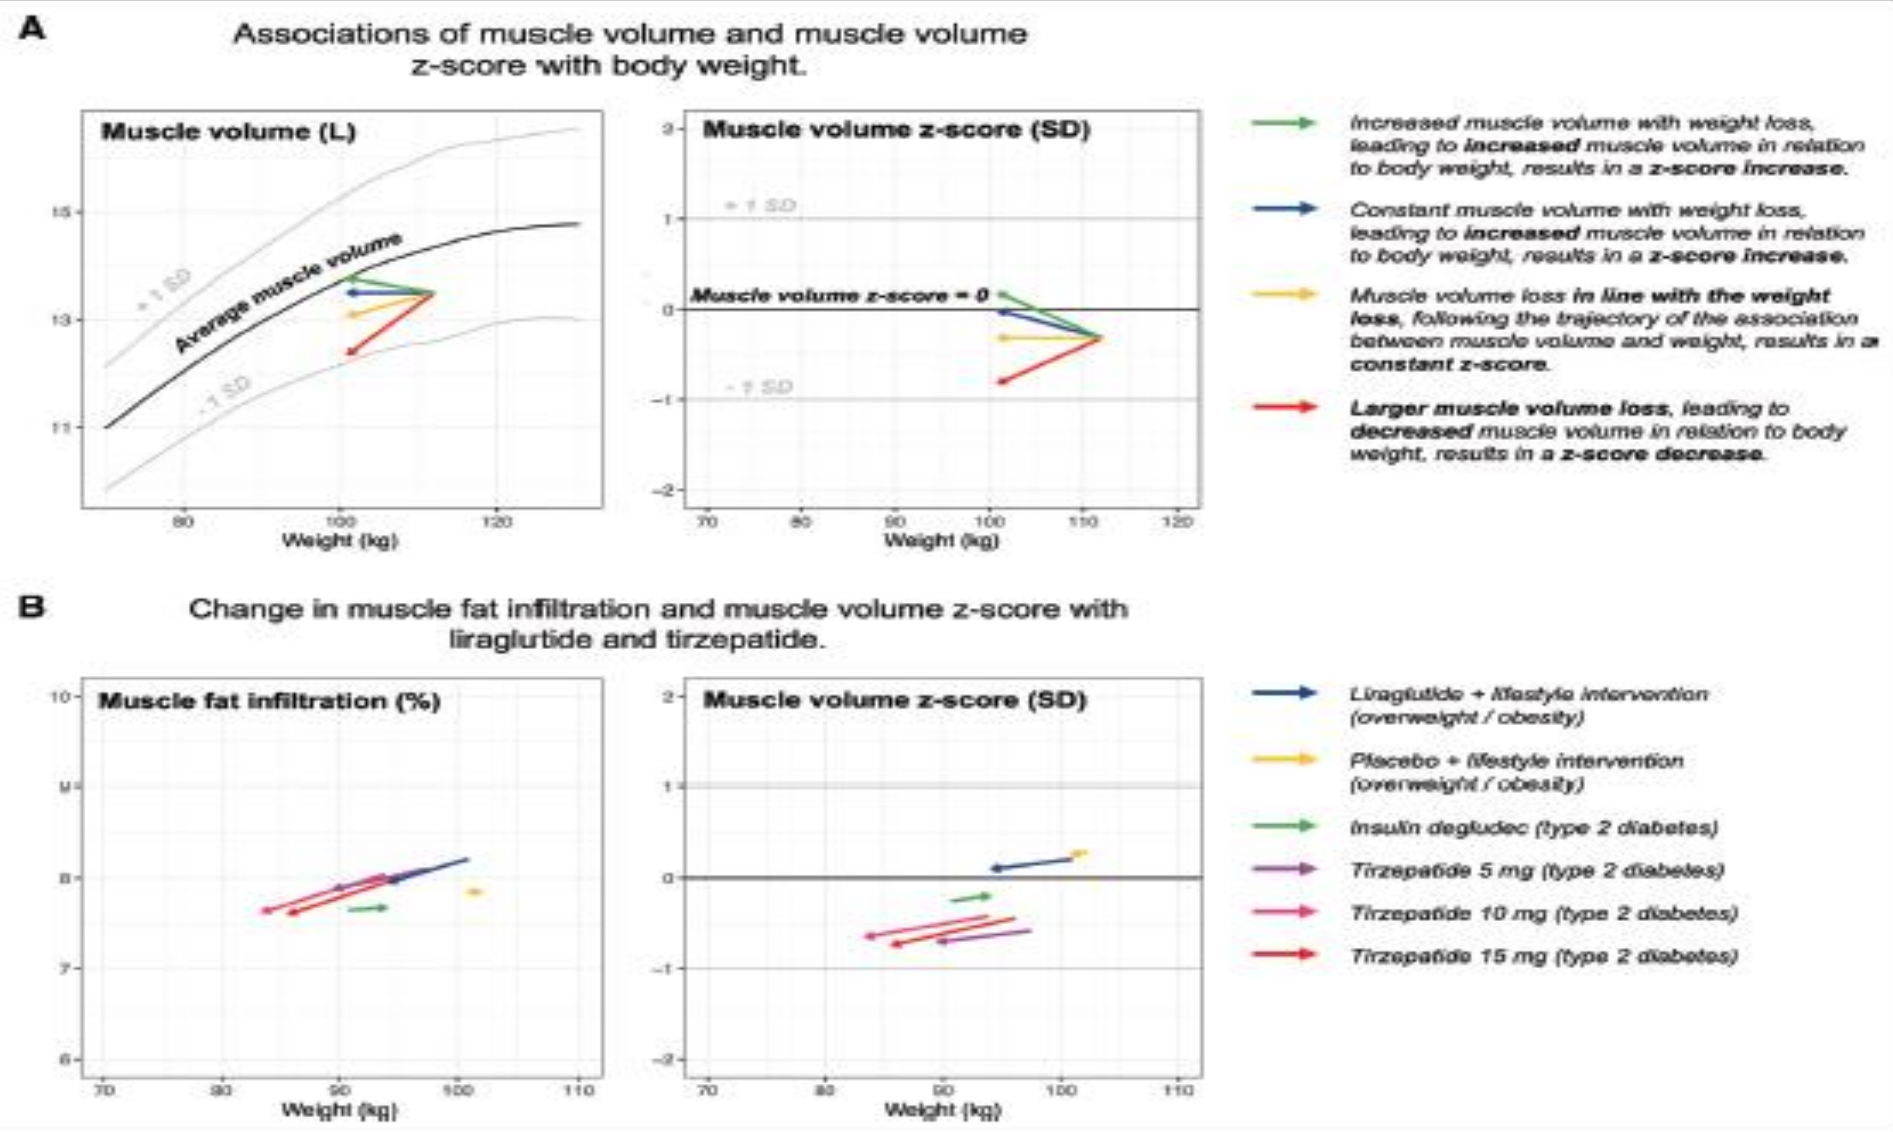 A
Associations of muscle volume and muscle volume
z-score with body weight.
Muscle volume (L)
15
13
11
+ 1 SD
Average muscle volume
- 1 SD
80
100
120
Weight (kg)
Muscle volume z-score (SD)
2
1
0
−1
−2
+ 1 SD
Muscle volume z-score = 0
- 1 SD
70
80
90
100
110
120
Weight (kg)
Increased muscle volume with weight loss,
leading to increased muscle volume in relation
to body weight, results in a z-score increase.
Constant muscle volume with weight loss,
leading to increased muscle volume in relation
to body weight, results in a z-score increase.
Muscle volume loss in line with the weight
loss, following the trajectory of the association
between muscle volume and weight, results in a
constant z-score.
Larger muscle volume loss, leading to
decreased muscle volume in relation to body
weight, results in a z-score decrease.
B
Change in muscle fat infiltration and muscle volume z-score with
liraglutide and tirzepatide.
Muscle fat infiltration (%)
10
9
8
7
6
70
80
90
100
110
Weight (kg)
Muscle volume z-score (SD)
2
1
0
−1
−2
70
80
90
100
110
Weight (kg)
Liraglutide + lifestyle intervention
(overweight / obesity)
Placebo + lifestyle intervention
(overweight / obesity)
Insulin degludec (type 2 diabetes)
Tirzepatide 5 mg (type 2 diabetes)
Tirzepatide 10 mg (type 2 diabetes)
Tirzepatide 15 mg (type 2 diabetes)